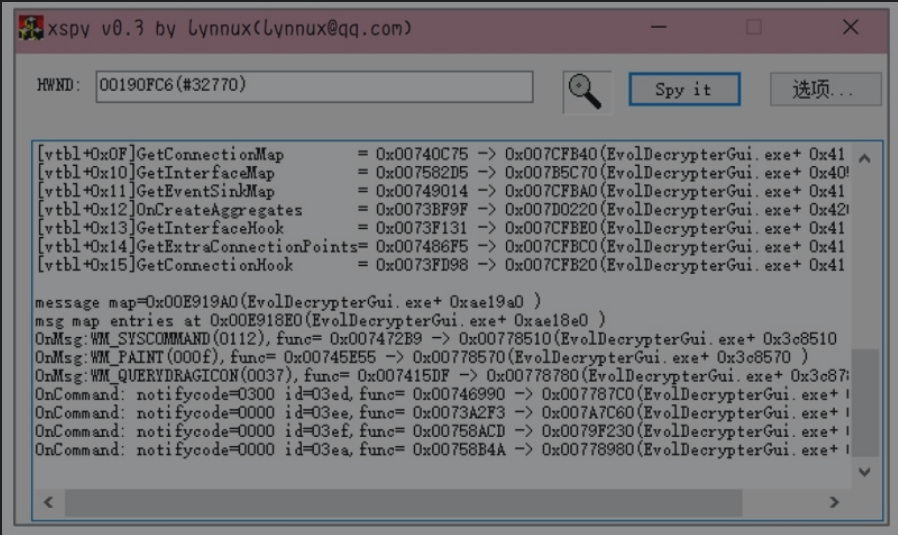 xspy v0.3 by Lynnux(Lynnux@qq.com)
HWND: 00190FC6(#32770)
Spy it
选项...
[vtbl+0x0F]GetConnectionMap = 0x00740C75 -> 0x007CFB40(EvolDecrypterGui.exe+ 0x41
[vtbl+0x10]GetInterfaceMap = 0x007582D5 -> 0x007B5C70(EvolDecrypterGui.exe+ 0x40
[vtbl+0x11]GetEventSinkMap = 0x00749014 -> 0x007CFBA0(EvolDecrypterGui.exe+ 0x41
[vtbl+0x12]OnCreateAggregates = 0x0073BF9F -> 0x007D0220(EvolDecrypterGui.exe+ 0x42
[vtbl+0x13]GetInterfaceHook = 0x0073F131 -> 0x007CFBE0(EvolDecrypterGui.exe+ 0x41
[vtbl+0x14]GetExtraConnectionPoints= 0x007486F5 -> 0x007CFBC0(EvolDecrypterGui.exe+ 0x41
[vtbl+0x15]GetConnectionHook = 0x0073FD98 -> 0x007CFB20(EvolDecrypterGui.exe+ 0x41
message map=0x00E919A0(EvolDecrypterGui.exe+ 0xae19a0 )
msg map entries at 0x00E918E0(EvolDecrypterGui.exe+ 0xae18e0 )
OnMsg:WM_SYSCOMMAND(0112),func= 0x007472B9 -> 0x00778510(EvolDecrypterGui.exe+ 0x3c8510
OnMsg:WM_PAINT(000f),func= 0x00745E55 -> 0x00778570(EvolDecrypterGui.exe+ 0x3c8570 )
OnMsg:WM_QUERYDRAGICON(0037),func= 0x007415DF -> 0x00778780(EvolDecrypterGui.exe+ 0x3c87
OnCommand: notifycode=0300 id=03ed,func= 0x00746990 -> 0x007787C0(EvolDecrypterGui.exe+
OnCommand: notifycode=0000 id=03ee,func= 0x0073A2F3 -> 0x007A7C60(EvolDecrypterGui.exe+
OnCommand: notifycode=0000 id=03ef,func= 0x00758ACD -> 0x0079F230(EvolDecrypterGui.exe+
OnCommand: notifycode=0000 id=03ea,func= 0x00758B4A -> 0x00778980(EvolDecrypterGui.exe+